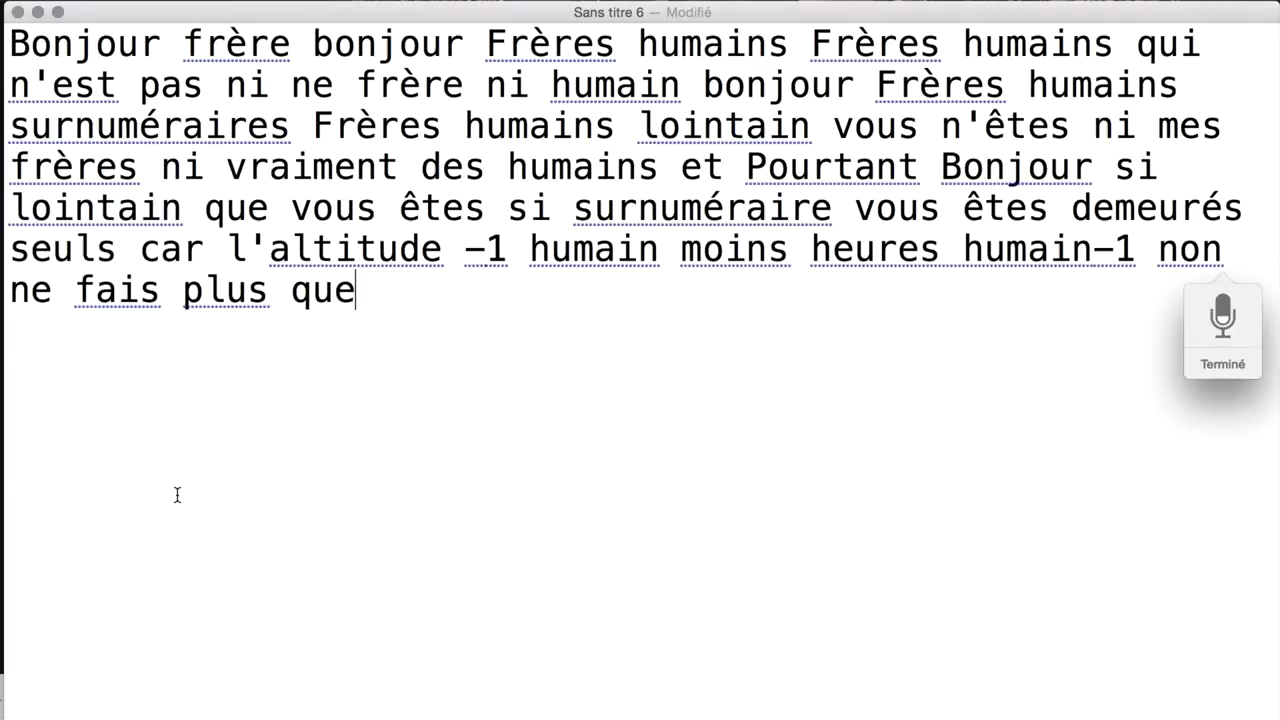 Sans titre 6 — Modifié
Bonjour frère bonjour Frères humains Frères humains qui
n'est pas ni ne frère ni humain bonjour Frères humains
surnuméraires Frères humains lointain vous n'êtes ni mes
frères ni vraiment des humains et Pourtant Bonjour si
lointain que vous êtes si surnuméraire vous êtes demeurés
seuls car l'altitude -1 humain moins heures humain-1 non
ne fais plus que
Terminé